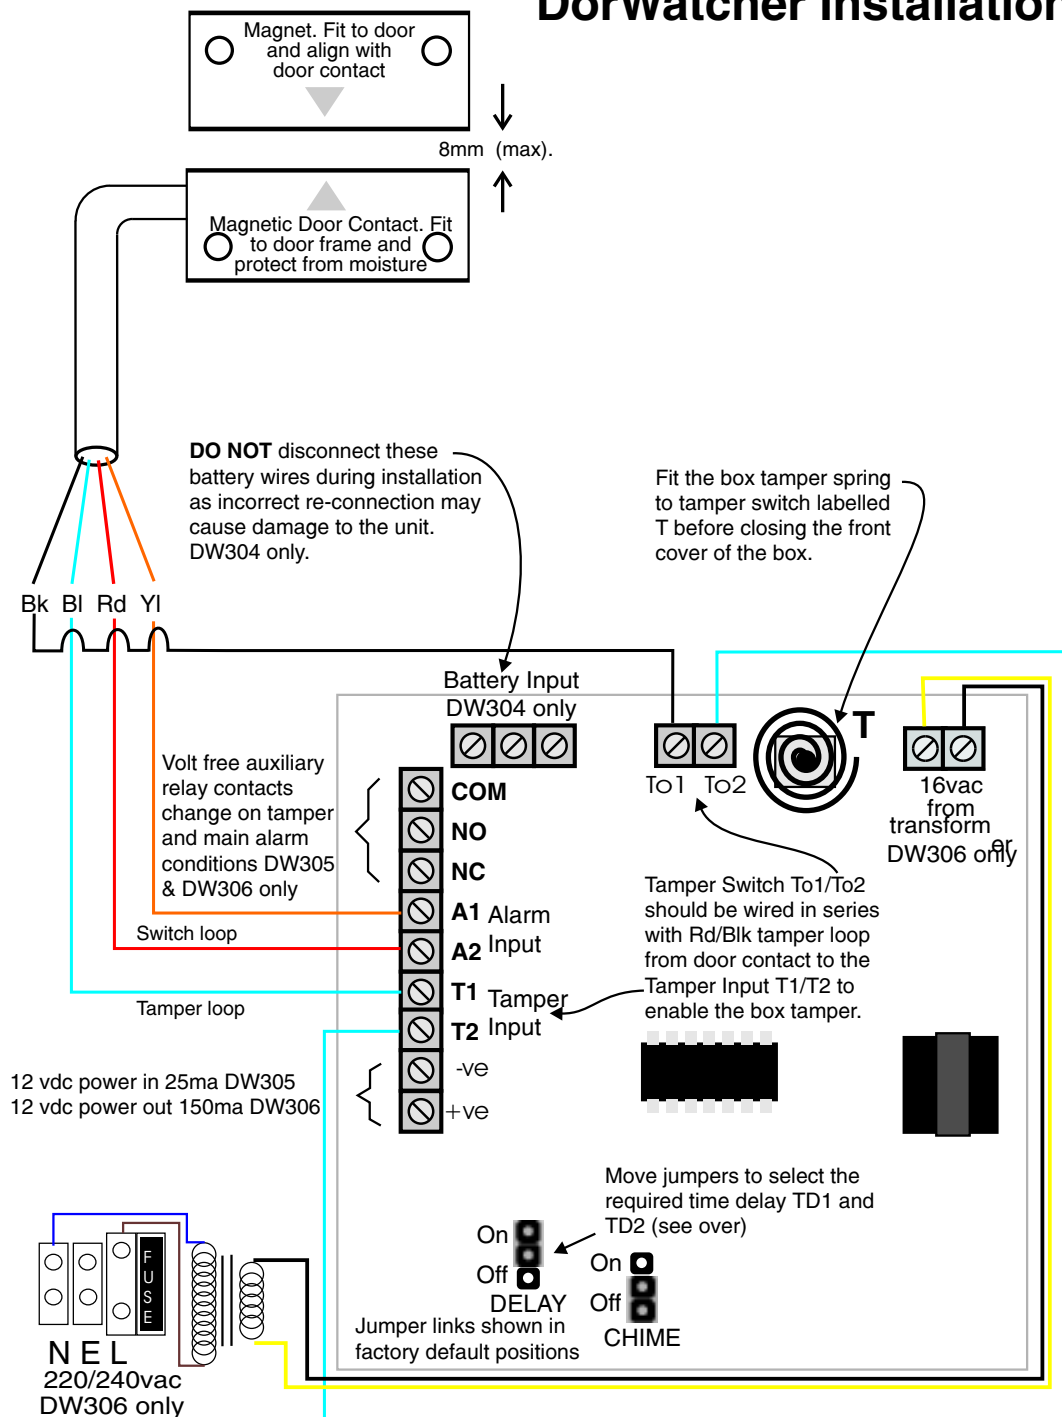 DorWatcher Installation
Magnet. Fit to door
and align with
door contact
8mm (max).
Magnetic Door Contact. Fit
to door frame and
protect from moisture
DO NOT disconnect these
battery wires during installation
as incorrect re-connection may
cause damage to the unit.
DW304 only.
Fit the box tamper spring
to tamper switch labelled
T before closing the front
cover of the box.
Bk Bl Rd Yl
Battery Input
DW304 only
T
To1 To2
16vac
from
transform
er
DW306 only
Volt free auxiliary
relay contacts
change on tamper
and main alarm
conditions DW305
& DW306 only
COM
NO
NC
A1 Alarm
A2 Input
T1 Tamper
T2 Input
-ve
+ve
Switch loop
Tamper loop
Tamper Switch To1/To2
should be wired in series
with Rd/Blk tamper loop
from door contact to the
Tamper Input T1/T2 to
enable the box tamper.
12 vdc power in 25ma DW305
12 vdc power out 150ma DW306
Move jumpers to select the
required time delay TD1 and
TD2 (see over)
On
Off
DELAY
On
Off
CHIME
Jumper links shown in
factory default positions
FUSE
N E L
220/240vac
DW306 only